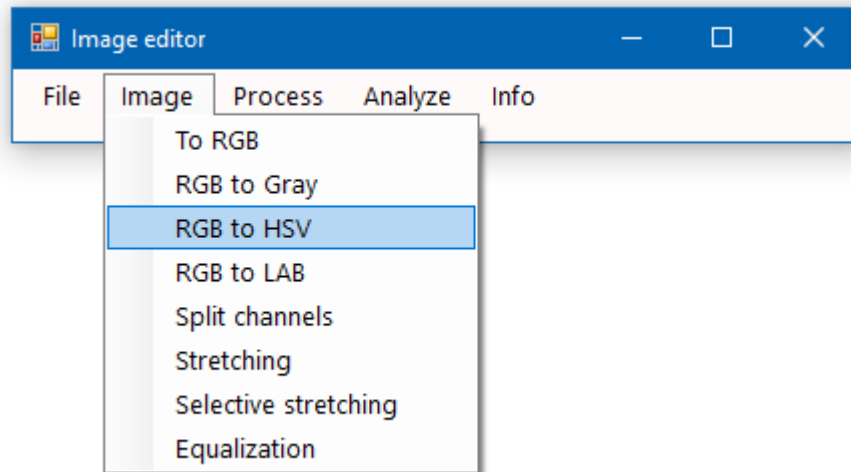 Image editor
File Image Process Analyze Info
To RGB
RGB to Gray
RGB to HSV
RGB to LAB
Split channels
Stretching
Selective stretching
Equalization